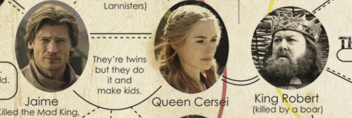 Lannisters)
They're twins
but they do
it and
make kids.
Jaime
Killed the Mad King,
Queen Cersei
King Robert
(killed by a boar)